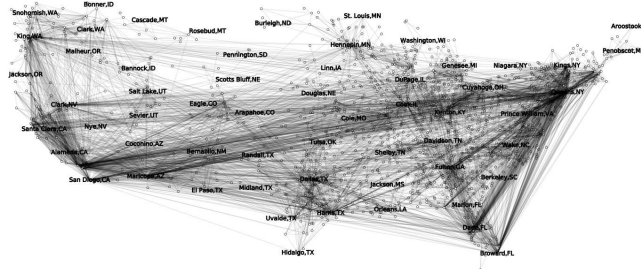 Bonner,ID
Snohomish,WA
St. Louis,MN
Cascade,MT
Burleigh,ND
Aroostook
Clark,WA
Rosebud,MT
King,WA
Washington,WI
Hennepin,MN
Malheur,OR
Penobscot,M
Pennington,SD
Genesee,MI
Niagara,NY
Kings,NY
Bannock,ID
Linn,IA
Jackson,OR
Scotts Bluff,NE
DuPage,IL
Cuyahoga,OH
Salt Lake,UT
Douglas,NE
Clark,NV
Eagle,CO
Sevier,UT
Arapahoe,CO
Cole,MO
Prince William,VA
Santa Clara,CA
Nye,NV
Coconino,AZ
Tulsa,OK
Davidson,TN
Wake,NC
Alameda,CA
Bernalillo,NM
Randall,TX
Shelby,TN
Fulton,GA
San Diego,CA
Maricopa,AZ
Dallas,TX
Berkeley,SC
El Paso,TX
Midland,TX
Jackson,MS
Marion,FL
Uvalde,TX
Harris,TX
Orleans,LA
Dade,FL
Hidalgo,TX
Broward,FL